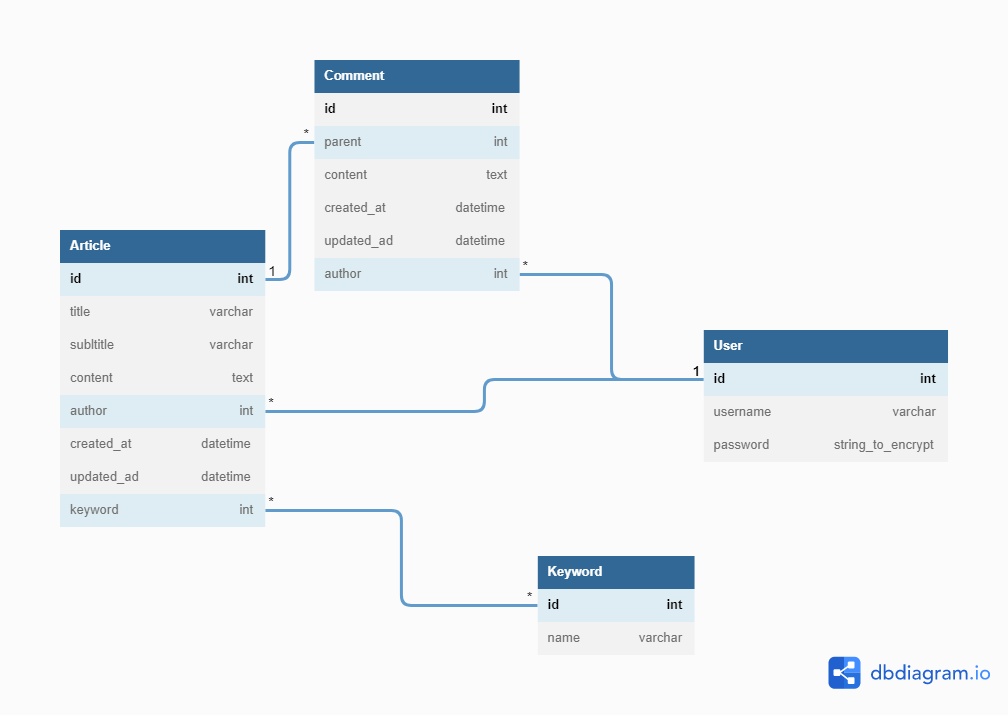 Comment
id int
* parent int
content text
created_at datetime
updated_ad datetime
author int *
Article
id int 1
title varchar
subltitle varchar
content text
author int *
created_at datetime
updated_ad datetime
keyword int *
User
1 id int
username varchar
password string_to_encrypt
Keyword
* id int
name varchar
dbdiagram.io